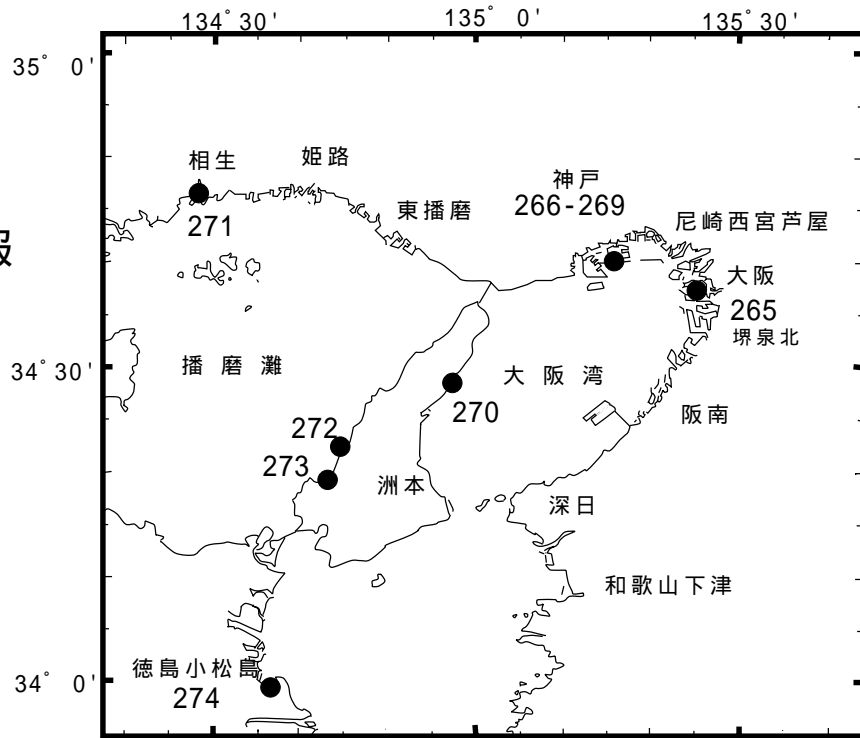 134°30' 135°0' 135°30'
35°0'
相生
姫路
神戸
266-269
271
東播磨
尼崎西宮芦屋
報
大阪
265
堺泉北
34°30'
播磨灘
大阪湾
270
阪南
272
273
洲本
深日
和歌山下津
徳島小松島
34°0'
274